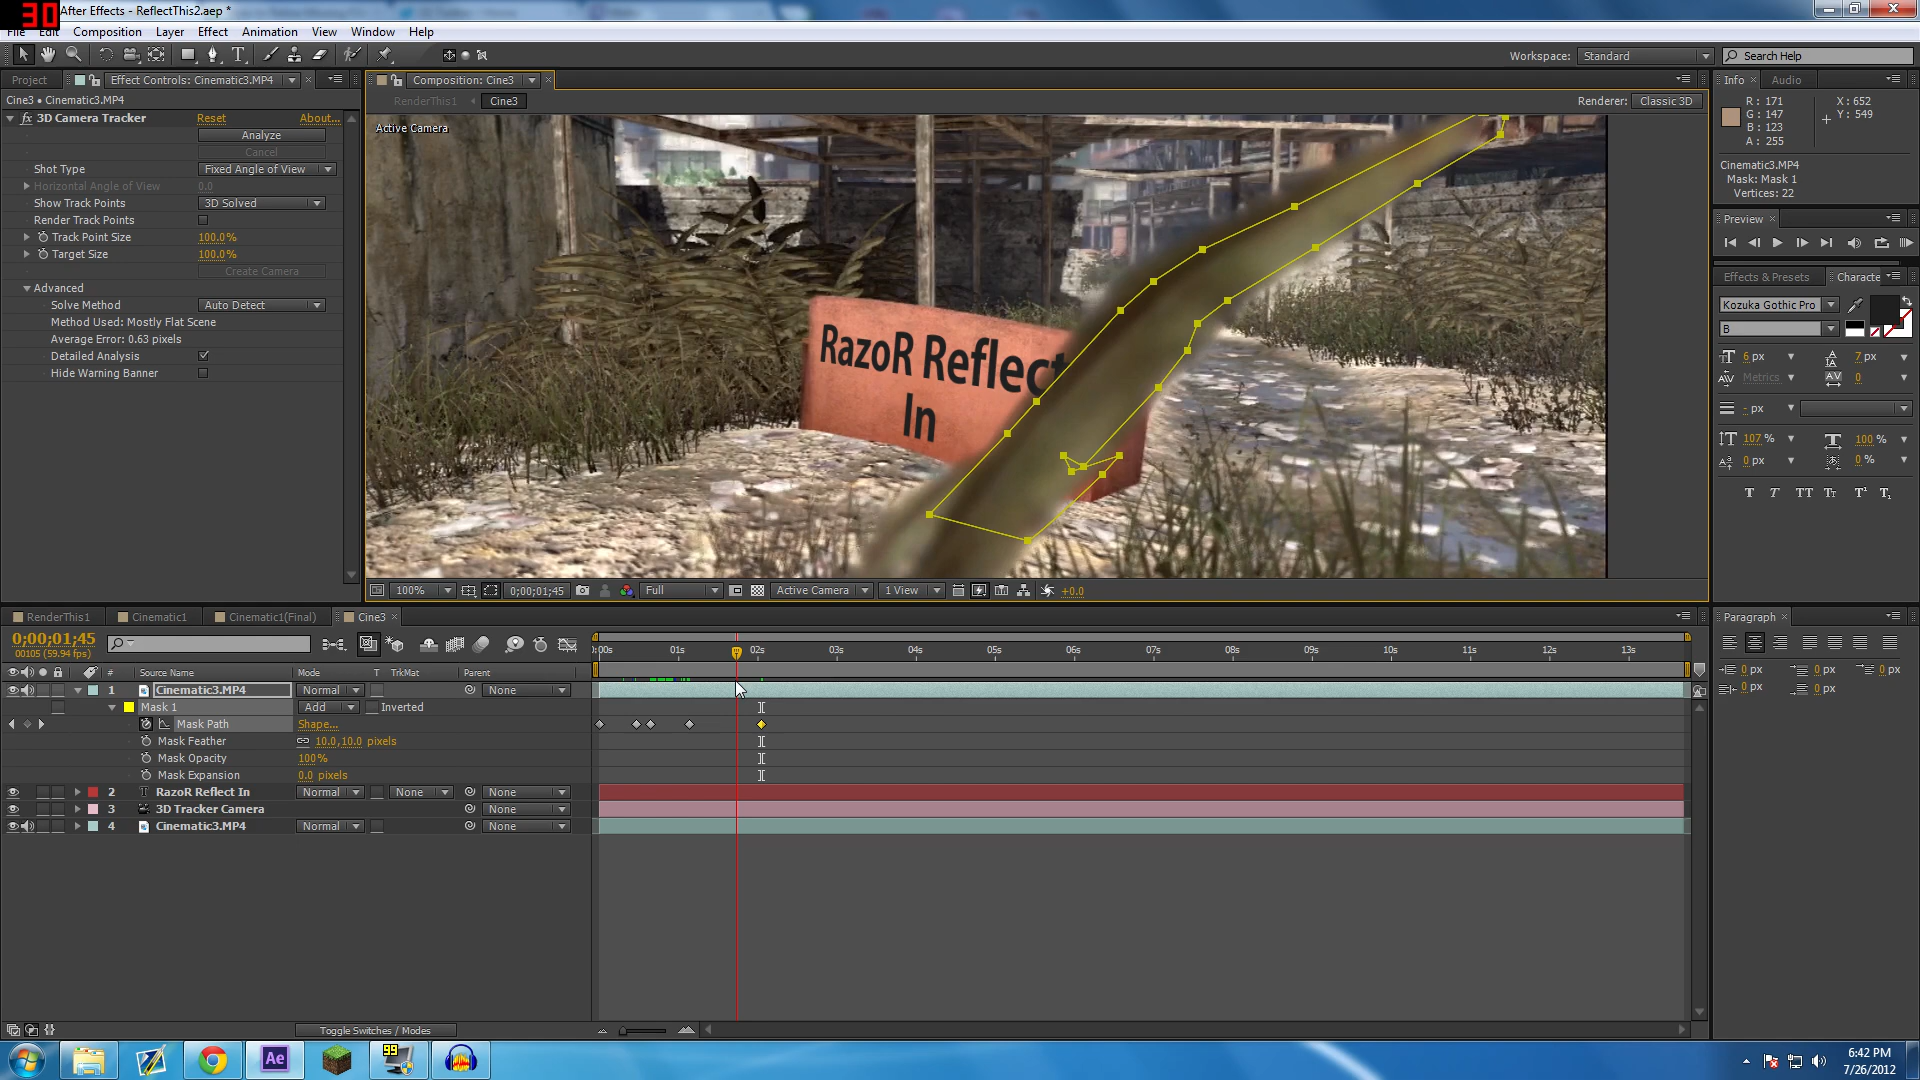 30
After Effects - ReflectThis2.aep *
File Edit Composition Layer Effect Animation View Window Help
Workspace: Standard Search Help
Project Effect Controls: Cinematic3.MP4 Composition: Cine3 Info Audio
Cine3 • Cinematic3.MP4
RenderThis1 Cine3 Renderer: Classic 3D
Active Camera
fx 3D Camera Tracker Reset About...
Analyze
Cancel
Shot Type Fixed Angle of View
Horizontal Angle of View 0.0
Show Track Points 3D Solved
Render Track Points
Track Point Size 100.0%
Target Size 100.0%
Create Camera
Advanced
Solve Method Auto Detect
Method Used: Mostly Flat Scene
Average Error: 0.63 pixels
Detailed Analysis
Hide Warning Banner
RazoR Reflect
In
R : 171 X : 652
G : 147 Y : 549
B : 123
A : 255
Cinematic3.MP4
Mask: Mask 1
Vertices: 22
Preview
Effects & Presets Characte
Kozuka Gothic Pro
B
6 px 7 px
Metrics 0
- px
107 % 100 %
0 px 0 %
T T TT Tт T¹ T₁
100% 0;00;01;45 Full Active Camera 1 View +0.0
RenderThis1 Cinematic1 Cinematic1(Final) Cine3
Paragraph
0 px 0 px 0 px
0 px 0 px
0;00;01;45
00105 (59.94 fps)
:00s 01s 02s 03s 04s 05s 06s 07s 08s 09s 10s 11s 12s 13s
# Source Name Mode T TrkMat Parent
1 Cinematic3.MP4 Normal None
Mask 1 Add Inverted
Mask Path Shape...
Mask Feather 10.0,10.0 pixels
Mask Opacity 100%
Mask Expansion 0.0 pixels
2 T RazoR Reflect In Normal None None
3 3D Tracker Camera None
4 Cinematic3.MP4 Normal None
Toggle Switches / Modes
Ae
99
6:42 PM
7/26/2012